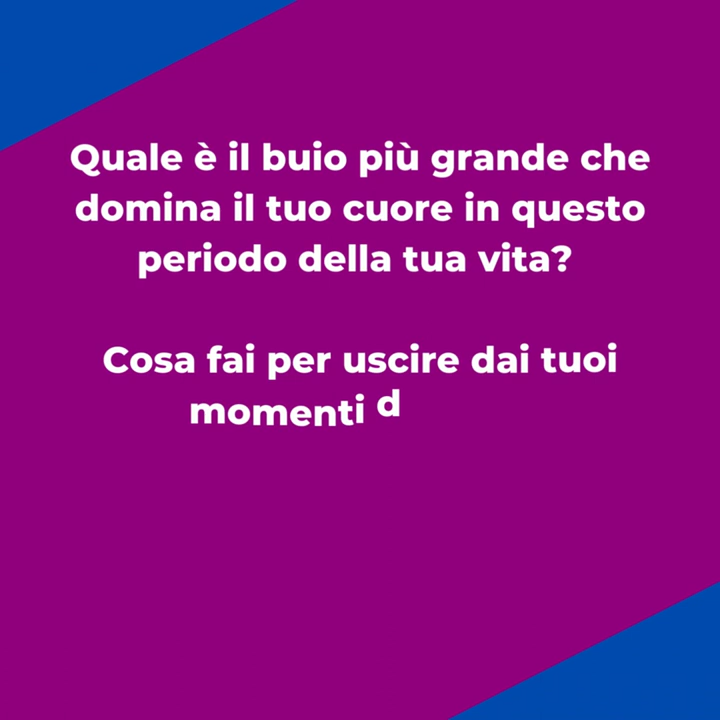 Quale è il buio più grande che
domina il tuo cuore in questo
periodo della tua vita?
Cosa fai per uscire dai tuoi
momenti d